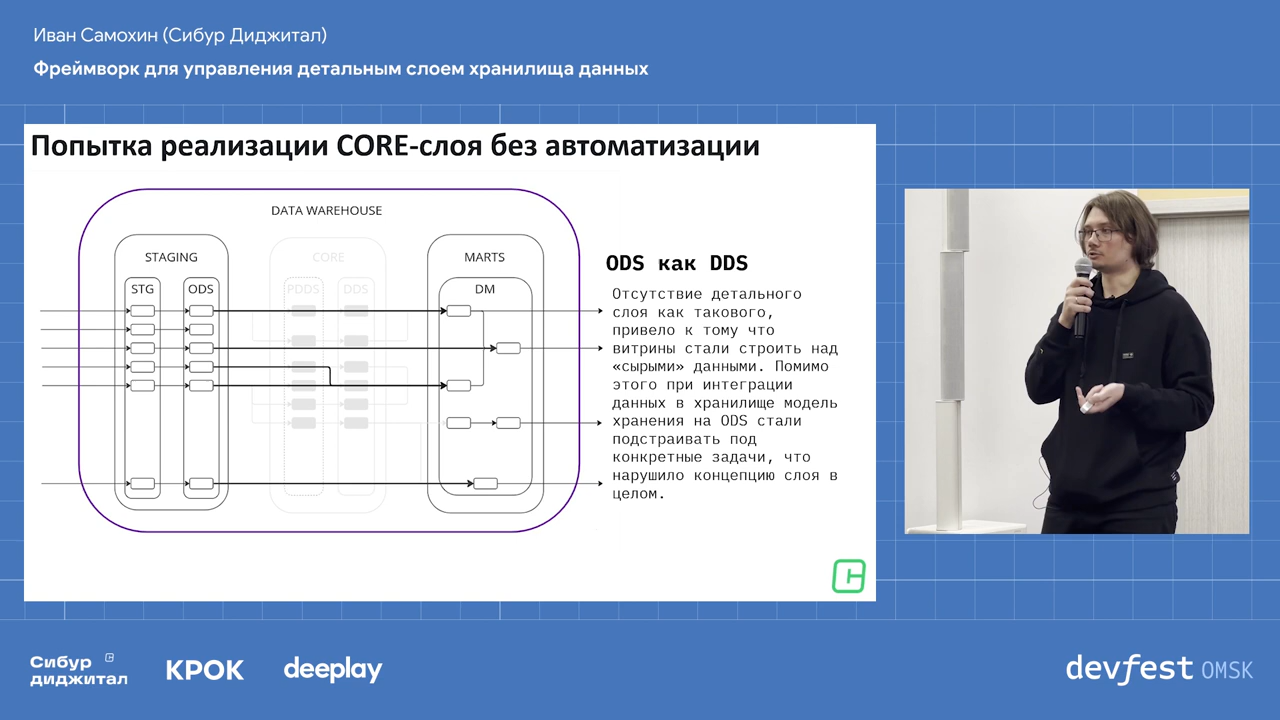 Иван Самохин (Сибур Диджитал)
Фреймворк для управления детальным слоем хранилища данных
Попытка реализации CORE-слоя без автоматизации
DATA WAREHOUSE
STAGING
CORE
MARTS
STG
ODS
PDDS
DDS
DM
ODS как DDS
Отсутствие детального
слоя как такового,
привело к тому что
витрины стали строить над
«сырыми» данными. Помимо
этого при интеграции
данных в хранилище модель
хранения на ODS стали
подстраивать под
конкретные задачи, что
нарушило концепцию слоя в
целом.
Сибур
диджитал
КРОК
deeplay
devfest OMSK